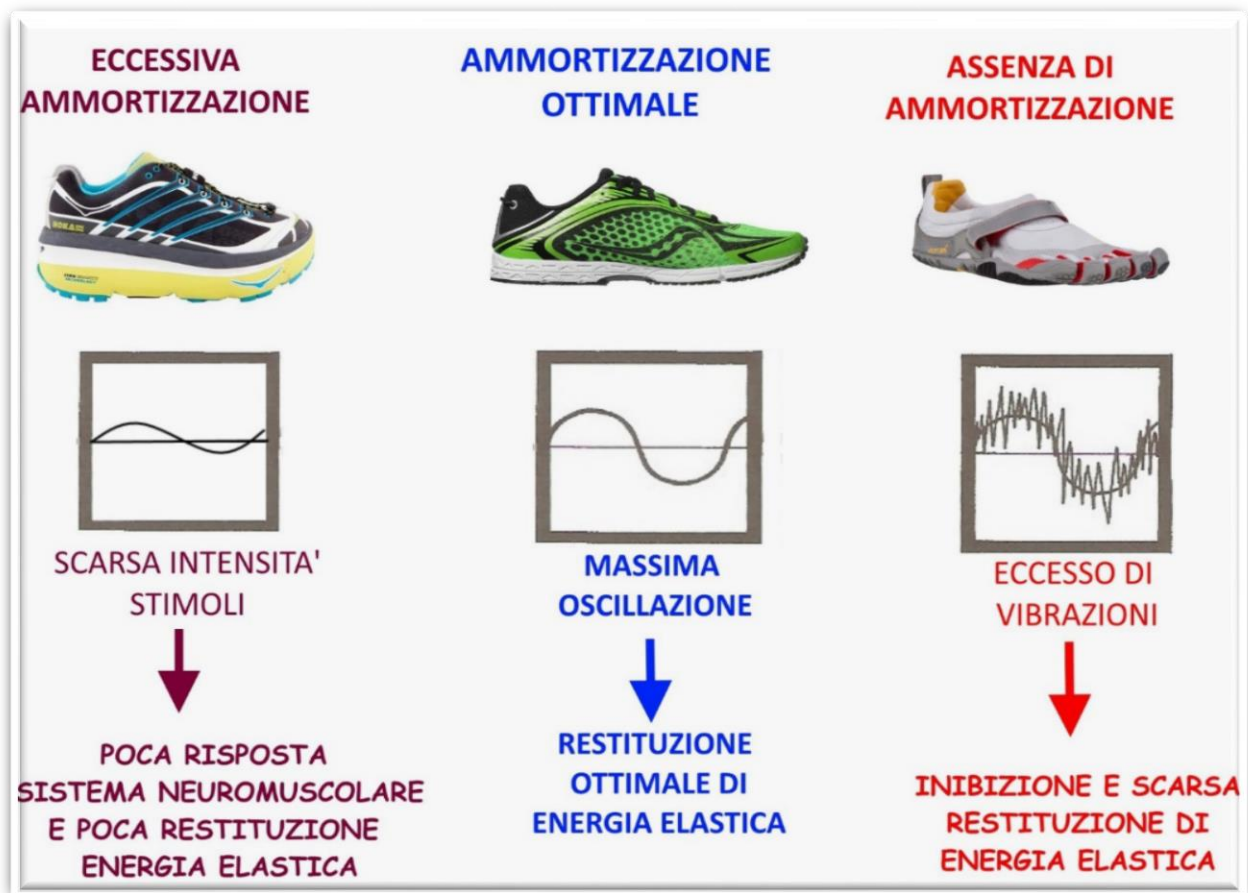 ECCESSIVA
AMMORTIZZAZIONE
AMMORTIZZAZIONE
OTTIMALE
ASSENZA DI
AMMORTIZZAZIONE
HOKA
SCARSA INTENSITA'
STIMOLI
MASSIMA
OSCILLAZIONE
ECCESSO DI
VIBRAZIONI
POCA RISPOSTA
SISTEMA NEUROMUSCOLARE
E POCA RESTITUZIONE
ENERGIA ELASTICA
RESTITUZIONE
OTTIMALE DI
ENERGIA ELASTICA
INIBIZIONE E SCARSA
RESTITUZIONE DI
ENERGIA ELASTICA